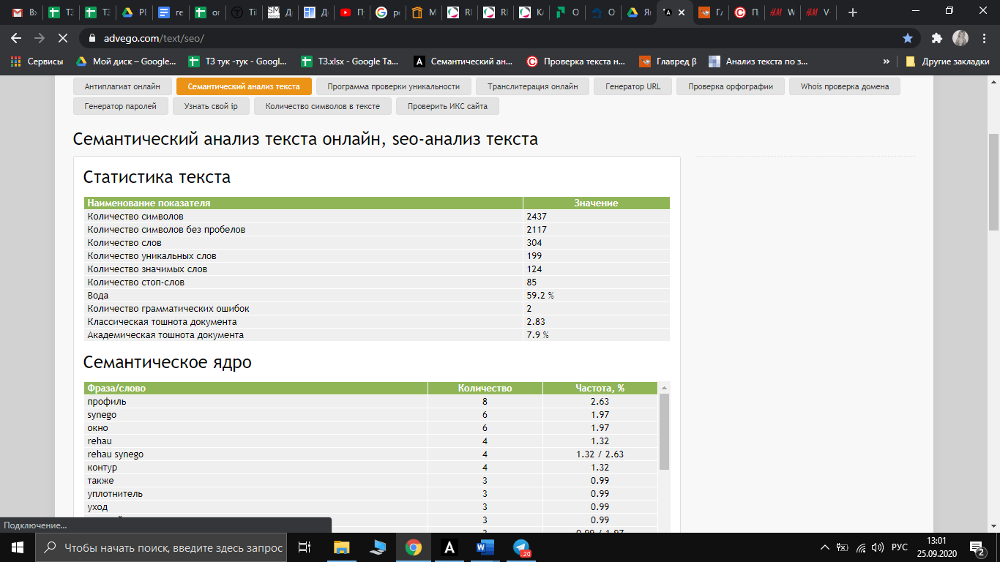 advego.com/text/seo/
Сервисы Мой диск – Google... ТЗ тук -тук - Googl... ТЗ.xlsx - Google Та... Семантический ан... Проверка текста н... Главред β Анализ текста по з... » Другие закладки
Антиплагиат онлайн Семантический анализ текста Программа проверки уникальности Транслитерация онлайн Генератор URL Проверка орфографии Whois проверка домена
Генератор паролей Узнать свой ip Количество символов в тексте Проверить ИКС сайта
Семантический анализ текста онлайн, seo-анализ текста
Статистика текста
Наименование показателя Значение
Количество символов 2437
Количество символов без пробелов 2117
Количество слов 304
Количество уникальных слов 199
Количество значимых слов 124
Количество стоп-слов 85
Вода 59.2 %
Количество грамматических ошибок 2
Классическая тошнота документа 2.83
Академическая тошнота документа 7.9 %
Семантическое ядро
Фраза/слово Количество Частота, %
профиль 8 2.63
synego 6 1.97
окно 6 1.97
rehau 4 1.32
rehau synego 4 1.32 / 2.63
контур 4 1.32
также 3 0.99
уплотнитель 3 0.99
уход 3 0.99
3 0.99
Подключение...
Чтобы начать поиск, введите здесь запрос
РУС
13:01
25.09.2020